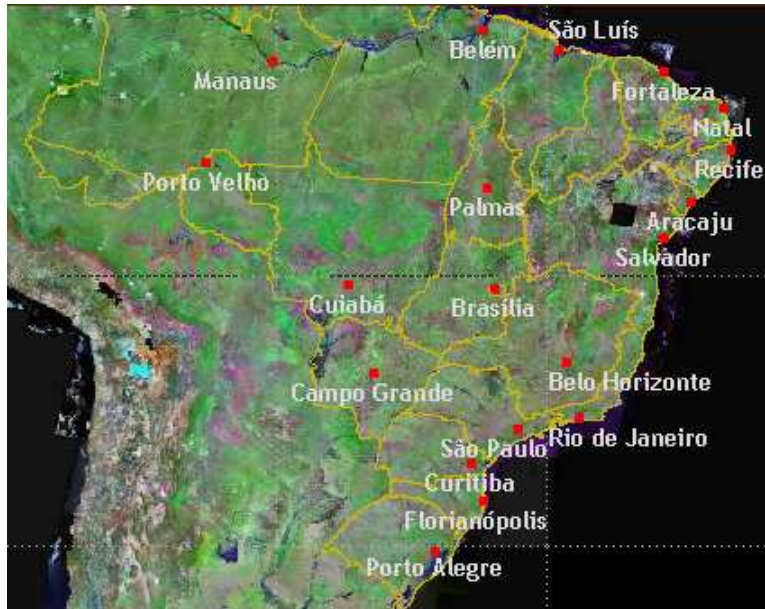 São Luís
Belém
Manaus
Fortaleza
Natal
Recife
Porto Velho
Palmas
Aracaju
Salvador
Cuiabá
Brasília
Campo Grande
Belo Horizonte
Rio de Janeiro
São Paulo
Curitiba
Florianópolis
Porto Alegre